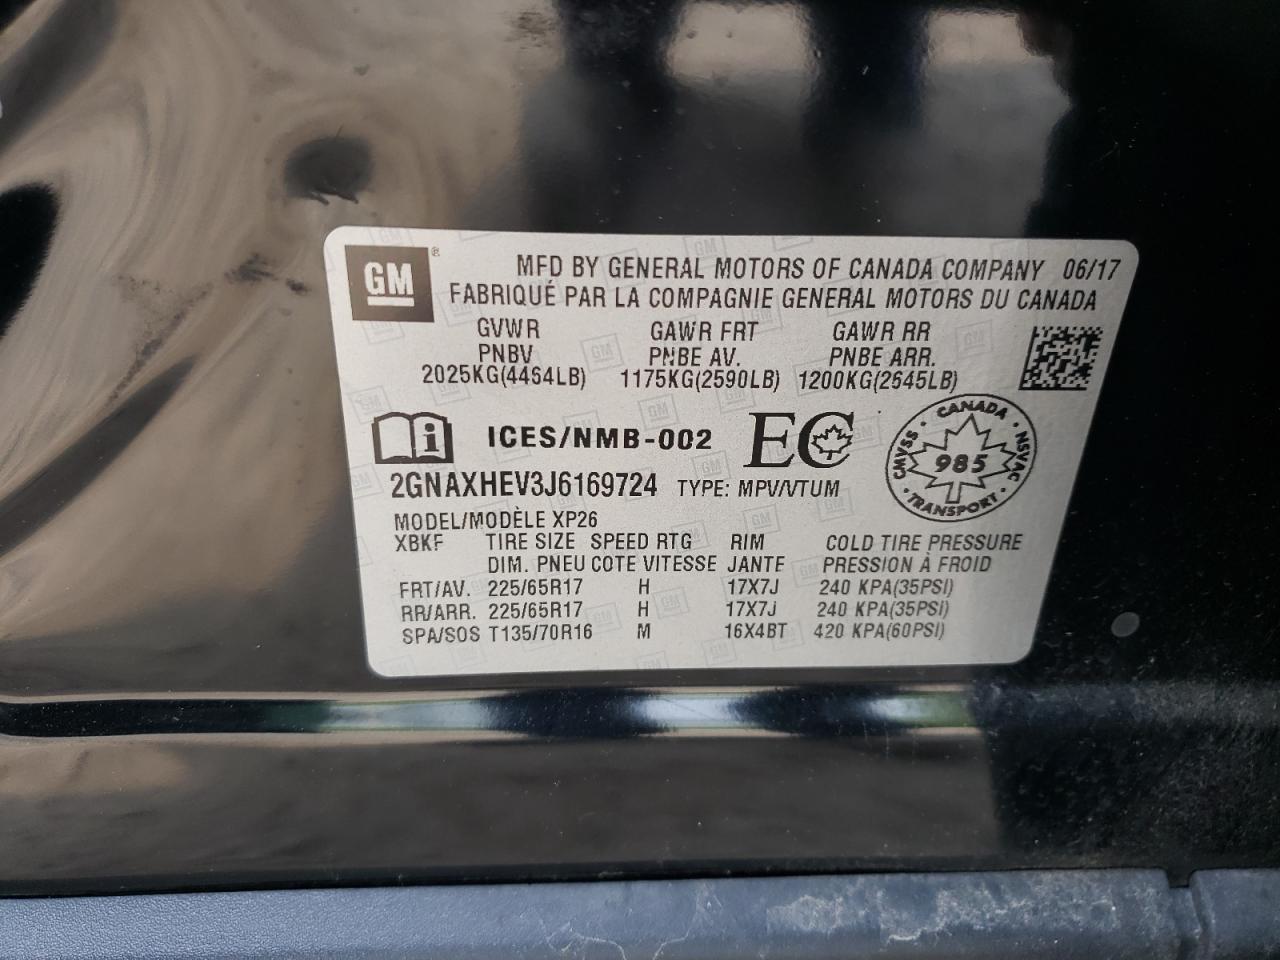 GM®
MFD BY GENERAL MOTORS OF CANADA COMPANY 06/17
FABRIQUÉ PAR LA COMPAGNIE GENERAL MOTORS DU CANADA
GVWR GAWR FRT GAWR RR
PNBV PNBE AV. PNBE ARR.
2025KG(4464LB) 1175KG(2590LB) 1200KG(2645LB)
i ICES/NMB-002 EC
CANADA
CMVSS 985 NSVAC
TRANSPORT
2GNAXHEV3J6169724 TYPE: MPV/VTUM
MODEL/MODÈLE XP26
XBKF TIRE SIZE SPEED RTG RIM COLD TIRE PRESSURE
DIM. PNEU COTE VITESSE JANTE PRESSION À FROID
FRT/AV. 225/65R17 H 17X7J 240 KPA(35PSI)
RR/ARR. 225/65R17 H 17X7J 240 KPA(35PSI)
SPA/SOS T135/70R16 M 16X4BT 420 KPA(60PSI)